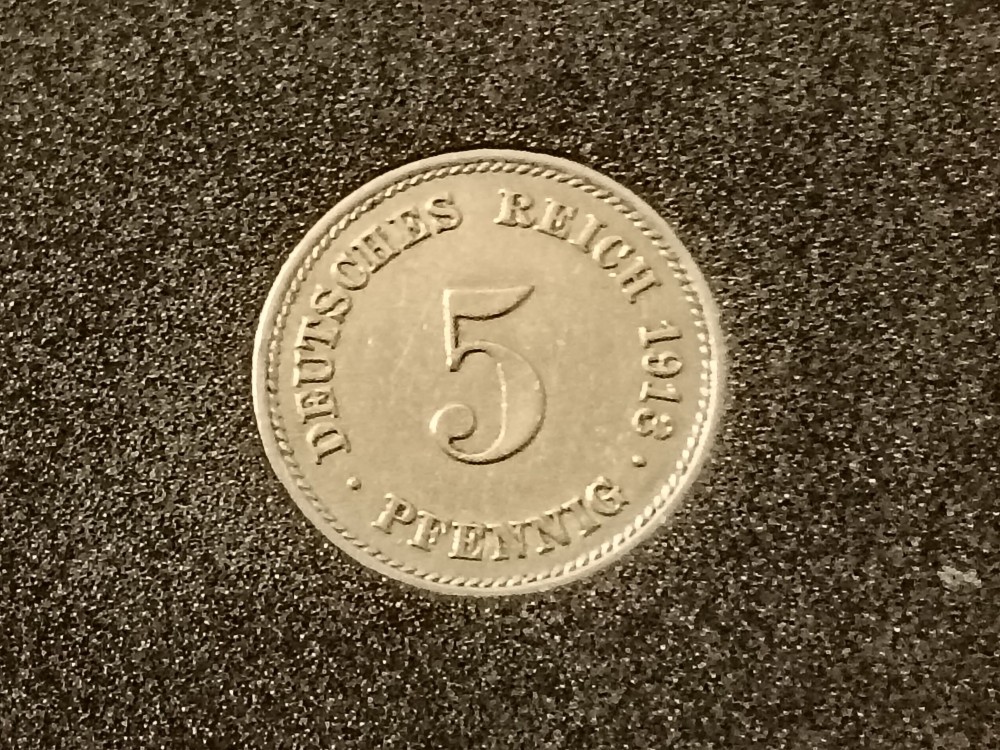 DEUTSCHES REICH 1913
5
· PFENNIG ·